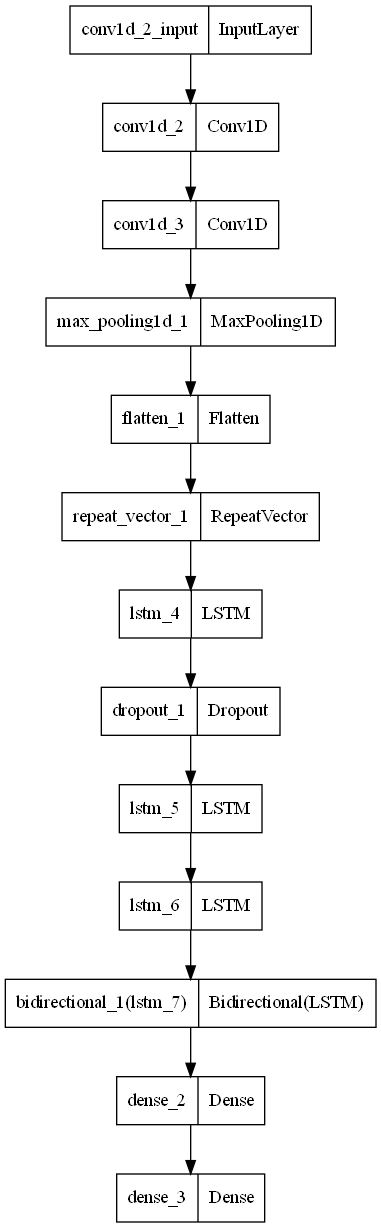 conv1d_2_input InputLayer
conv1d_2 Conv1D
conv1d_3 Conv1D
max_pooling1d_1 MaxPooling1D
flatten_1 Flatten
repeat_vector_1 RepeatVector
lstm_4 LSTM
dropout_1 Dropout
lstm_5 LSTM
lstm_6 LSTM
bidirectional_1(lstm_7) Bidirectional(LSTM)
dense_2 Dense
dense_3 Dense